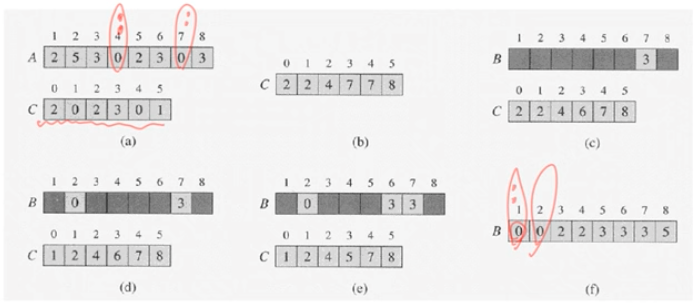 1 2 3 4 5 6 7 8
A 2 5 3 0 2 3 0 3
0 1 2 3 4 5
C 2 0 2 3 0 1
(a)
0 1 2 3 4 5
C 2 2 4 7 7 8
(b)
1 2 3 4 5 6 7 8
B 3
0 1 2 3 4 5
C 2 2 4 6 7 8
(c)
1 2 3 4 5 6 7 8
B 0 3
0 1 2 3 4 5
C 1 2 4 6 7 8
(d)
1 2 3 4 5 6 7 8
B 0 3 3
0 1 2 3 4 5
C 1 2 4 5 7 8
(e)
1 2 3 4 5 6 7 8
B 0 0 2 2 3 3 3 5
(f)